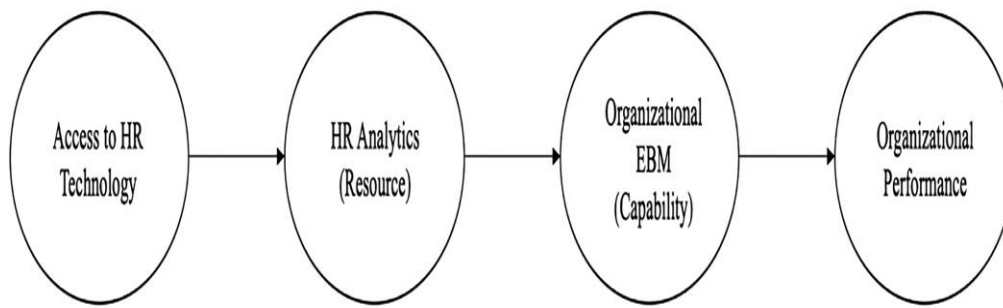 Access to HR
Technology
HR Analytics
(Resource)
Organizational
EBM
(Capability)
Organizational
Performance